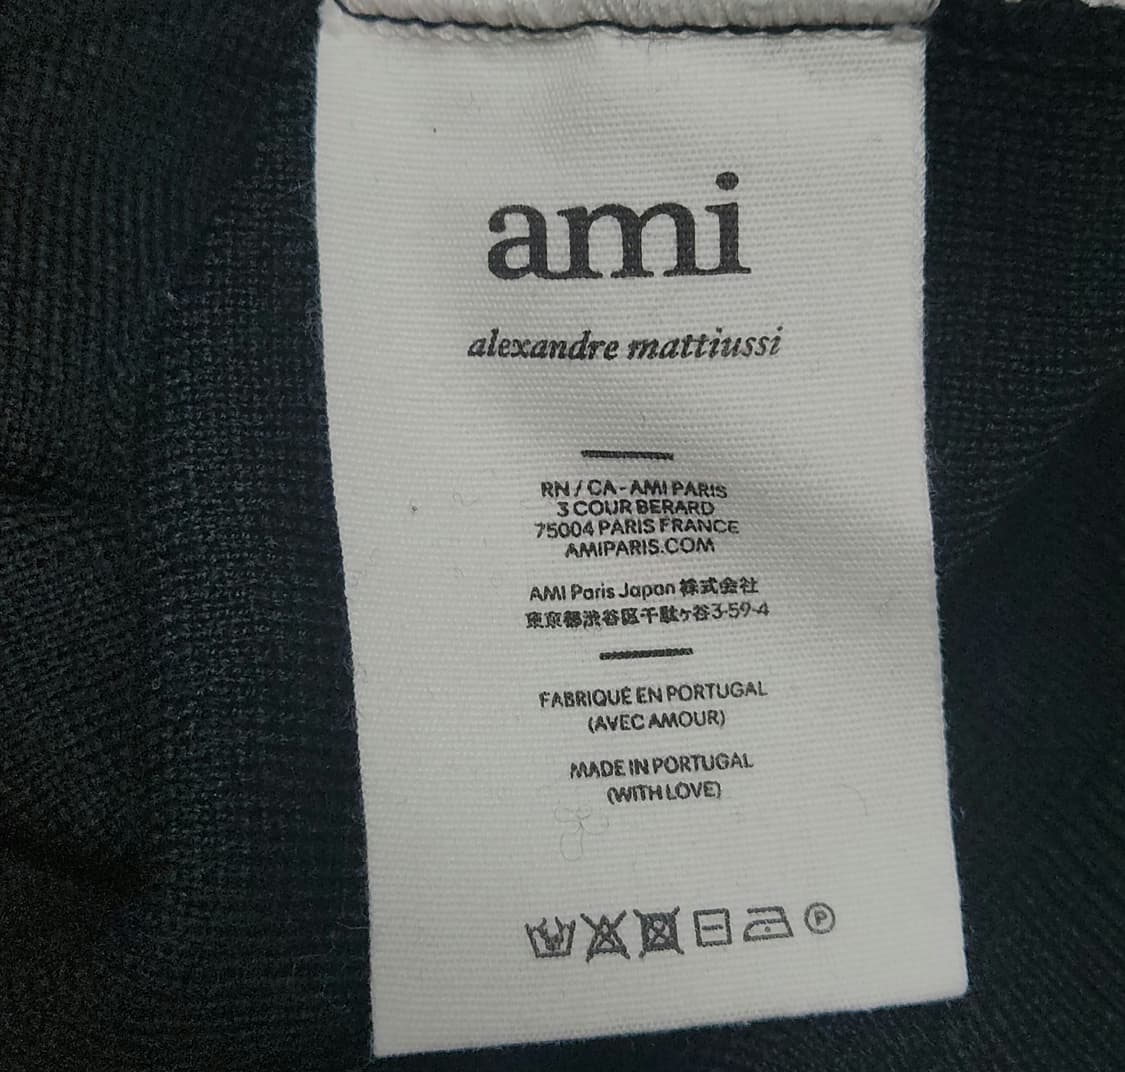 ami
alexandre mattiussi
RN / CA - AMI PARIS
3 COUR BERARD
75004 PARIS FRANCE
AMIPARIS.COM
AMI Paris Japan 株式会社
東京都渋谷区千駄ヶ谷3-59-4
FABRIQUÉ EN PORTUGAL
(AVEC AMOUR)
MADE IN PORTUGAL
(WITH LOVE)
P